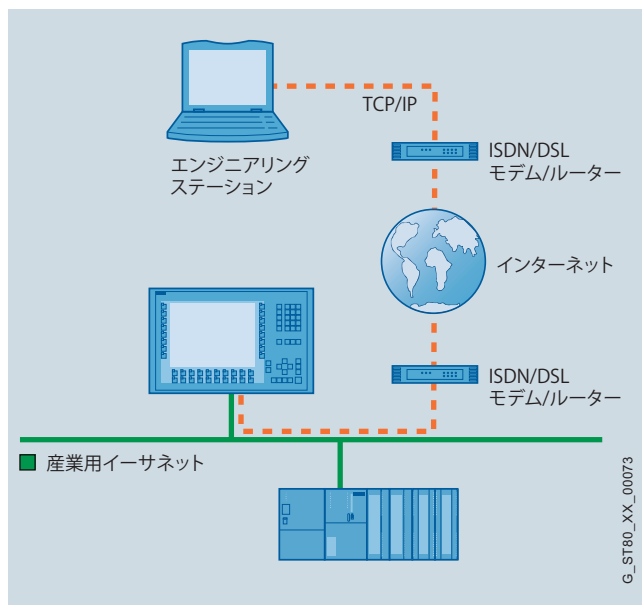 TCP/IP
ISDN/DSL
モデム/ルーター
エンジニアリング
ステーション
インターネット
ISDN/DSL
モデム/ルーター
産業用イーサネット
G_ST80_XX_00073